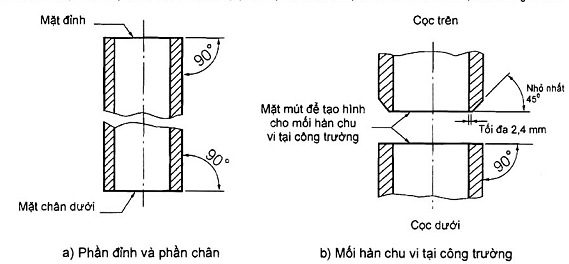 Mặt đỉnh
90°
90°
Mặt chân dưới
a) Phần đỉnh và phần chân
Cọc trên
Nhỏ nhất
45⁰
Mặt mút để tạo hình
cho mối hàn chu
vi tại công trường
Tối đa 2,4 mm
90°
Cọc dưới
b) Mối hàn chu vi tại công trường